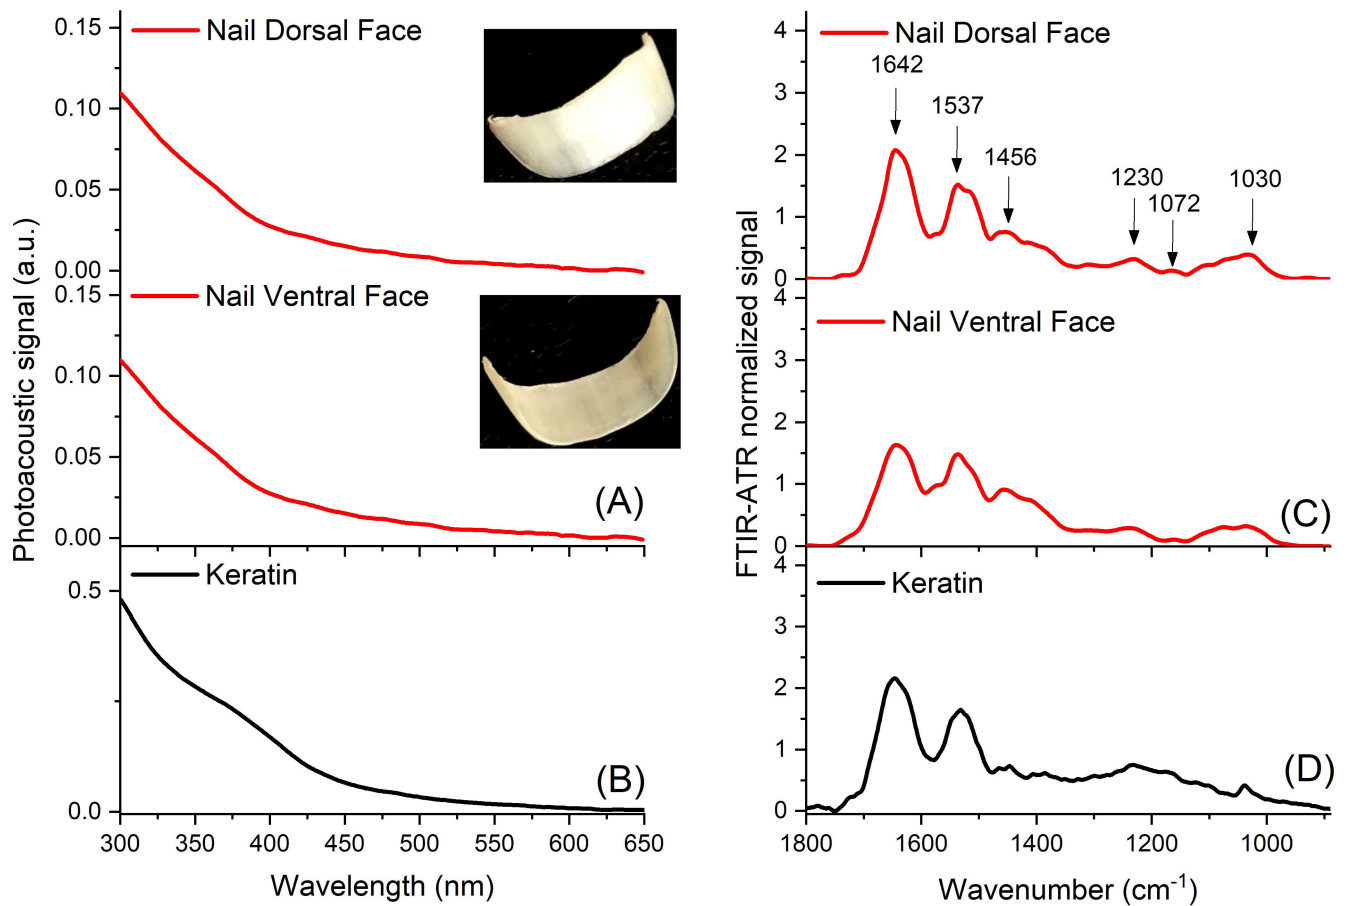 Photoacoustic signal (a.u.)
0.15
0.10
0.05
0.00
Nail Dorsal Face
0.15
0.10
0.05
0.00
Nail Ventral Face
(A)
0.5
0.0
Keratin
(B)
300 350 400 450 500 550 600 650
Wavelength (nm)
FTIR-ATR normalized signal
4
3
2
1
0
Nail Dorsal Face
1642
1537
1456
1230
1072
1030
4
3
2
1
0
Nail Ventral Face
(C)
4
3
2
1
0
Keratin
(D)
1800 1600 1400 1200 1000
Wavenumber (cm⁻¹)